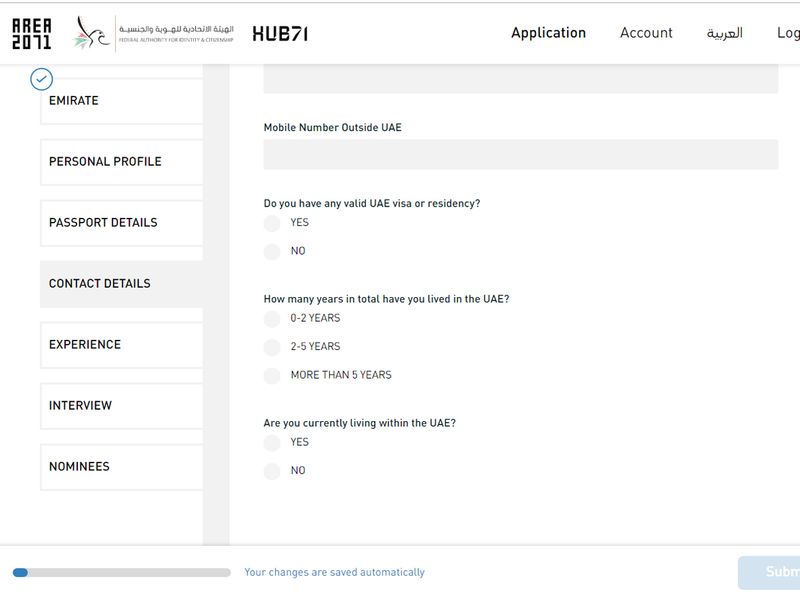 AREA
2071
الهيئة الاتحادية للهوية والجنسية
FEDERAL AUTHORITY FOR IDENTITY & CITIZENSHIP
HUB71
Application
Account
العربية
Log
EMIRATE
PERSONAL PROFILE
PASSPORT DETAILS
CONTACT DETAILS
EXPERIENCE
INTERVIEW
NOMINEES
Mobile Number Outside UAE
Do you have any valid UAE visa or residency?
YES
NO
How many years in total have you lived in the UAE?
0-2 YEARS
2-5 YEARS
MORE THAN 5 YEARS
Are you currently living within the UAE?
YES
NO
Your changes are saved automatically
Subm